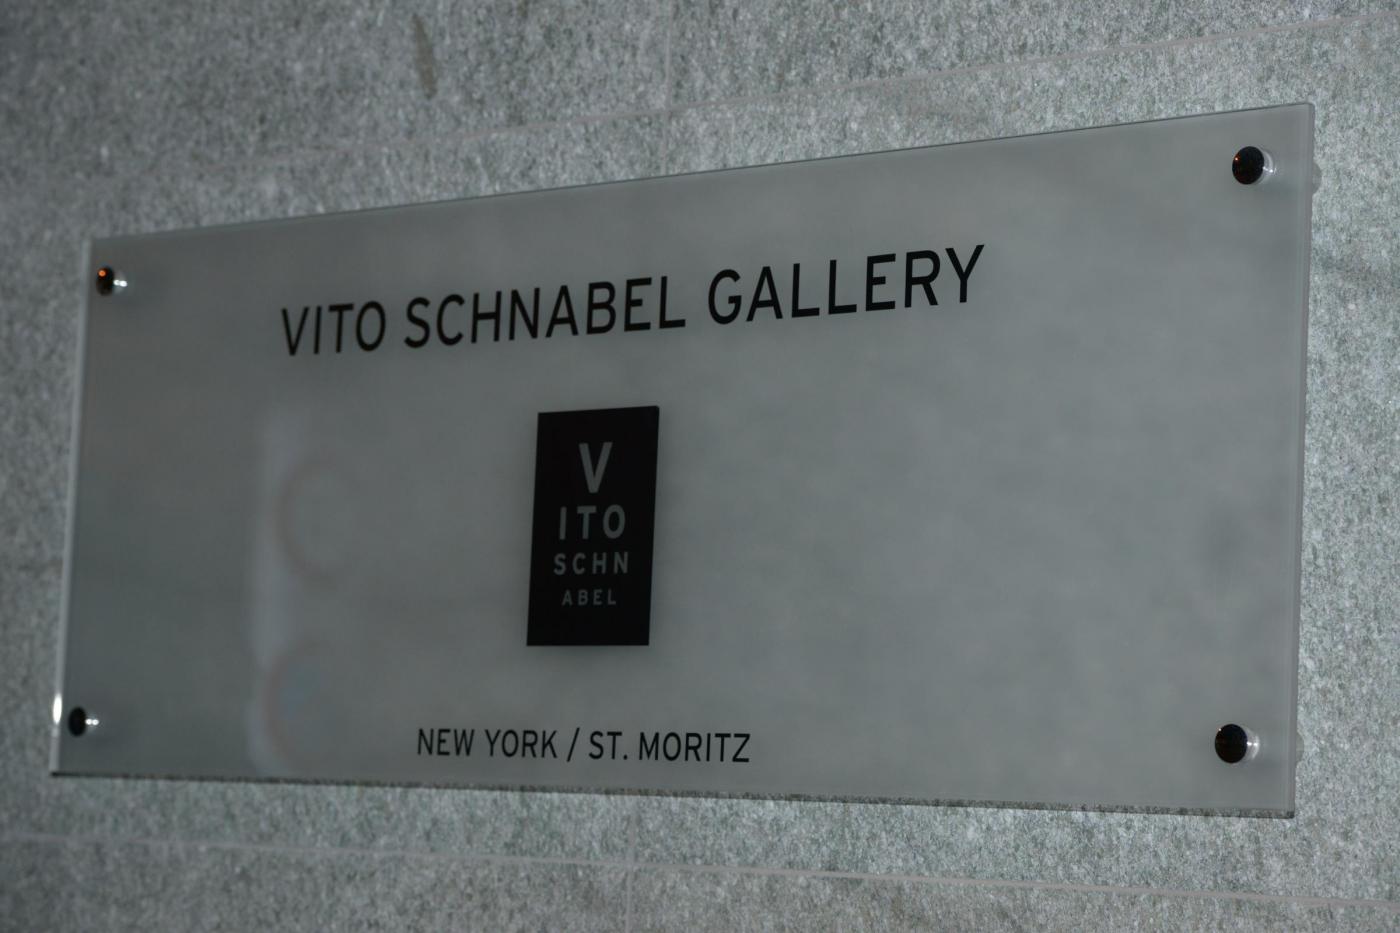 VITO SCHNABEL GALLERY
V
ITO
SCHN
ABEL
NEW YORK / ST. MORITZ